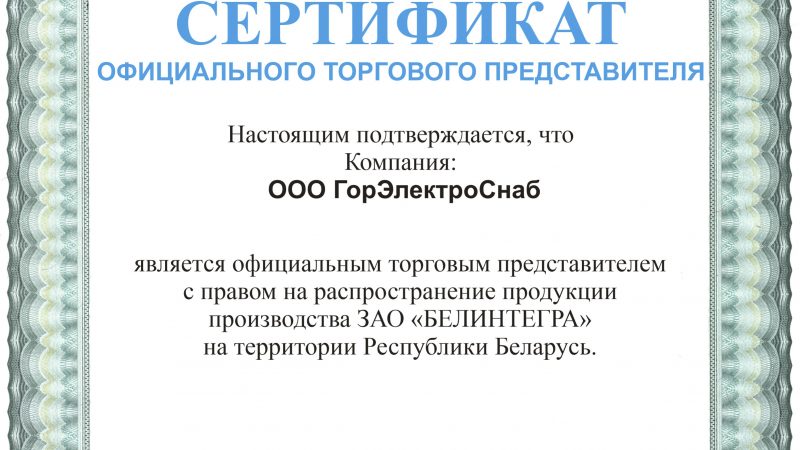 СЕРТИФИКАТ
ОФИЦИАЛЬНОГО ТОРГОВОГО ПРЕДСТАВИТЕЛЯ
Настоящим подтверждается, что
Компания:
ООО ГорЭлектроСнаб
является официальным торговым представителем
с правом на распространение продукции
производства ЗАО «БЕЛИНТЕГРА»
на территории Республики Беларусь.